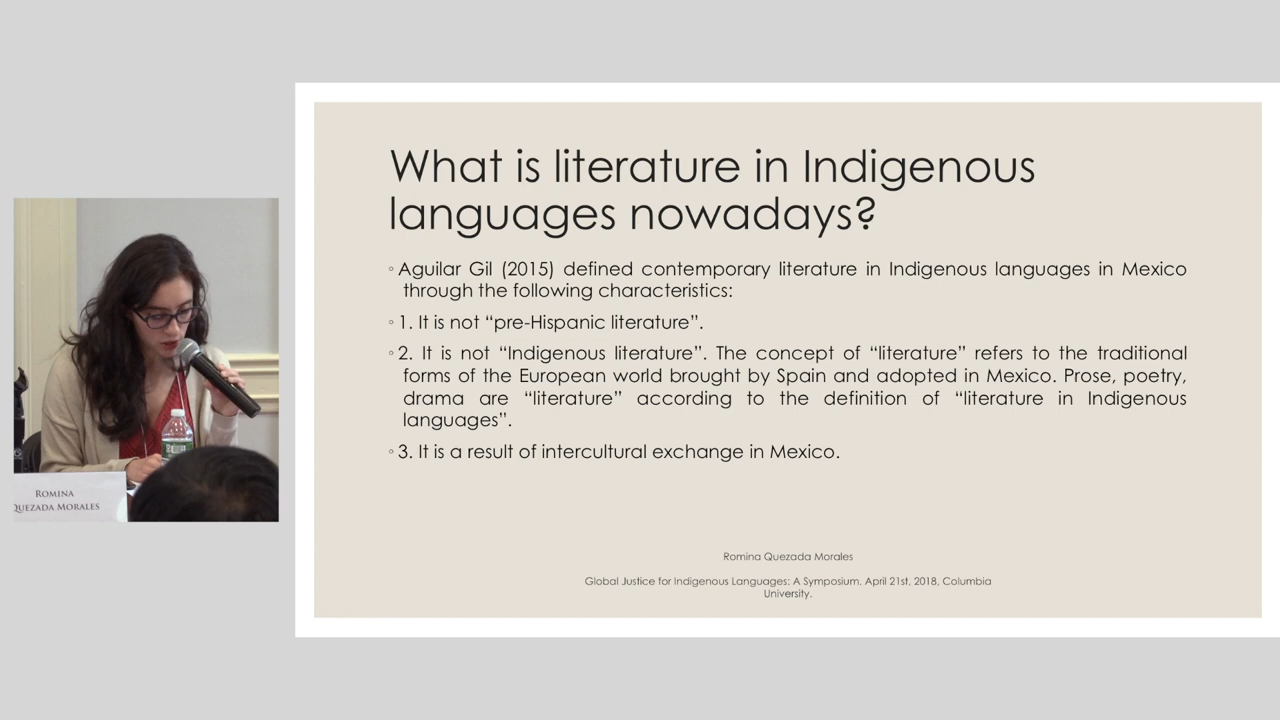 What is literature in Indigenous
languages nowadays?
◦ Aguilar Gil (2015) defined contemporary literature in Indigenous languages in Mexico
through the following characteristics:
◦ 1. It is not “pre-Hispanic literature”.
◦ 2. It is not “Indigenous literature”. The concept of “literature” refers to the traditional
forms of the European world brought by Spain and adopted in Mexico. Prose, poetry,
drama are “literature” according to the definition of “literature in Indigenous
languages”.
◦ 3. It is a result of intercultural exchange in Mexico.
Romina Quezada Morales
Global Justice for Indigenous Languages: A Symposium. April 21st, 2018, Columbia
University.
ROMINA
QUEZADA MORALES